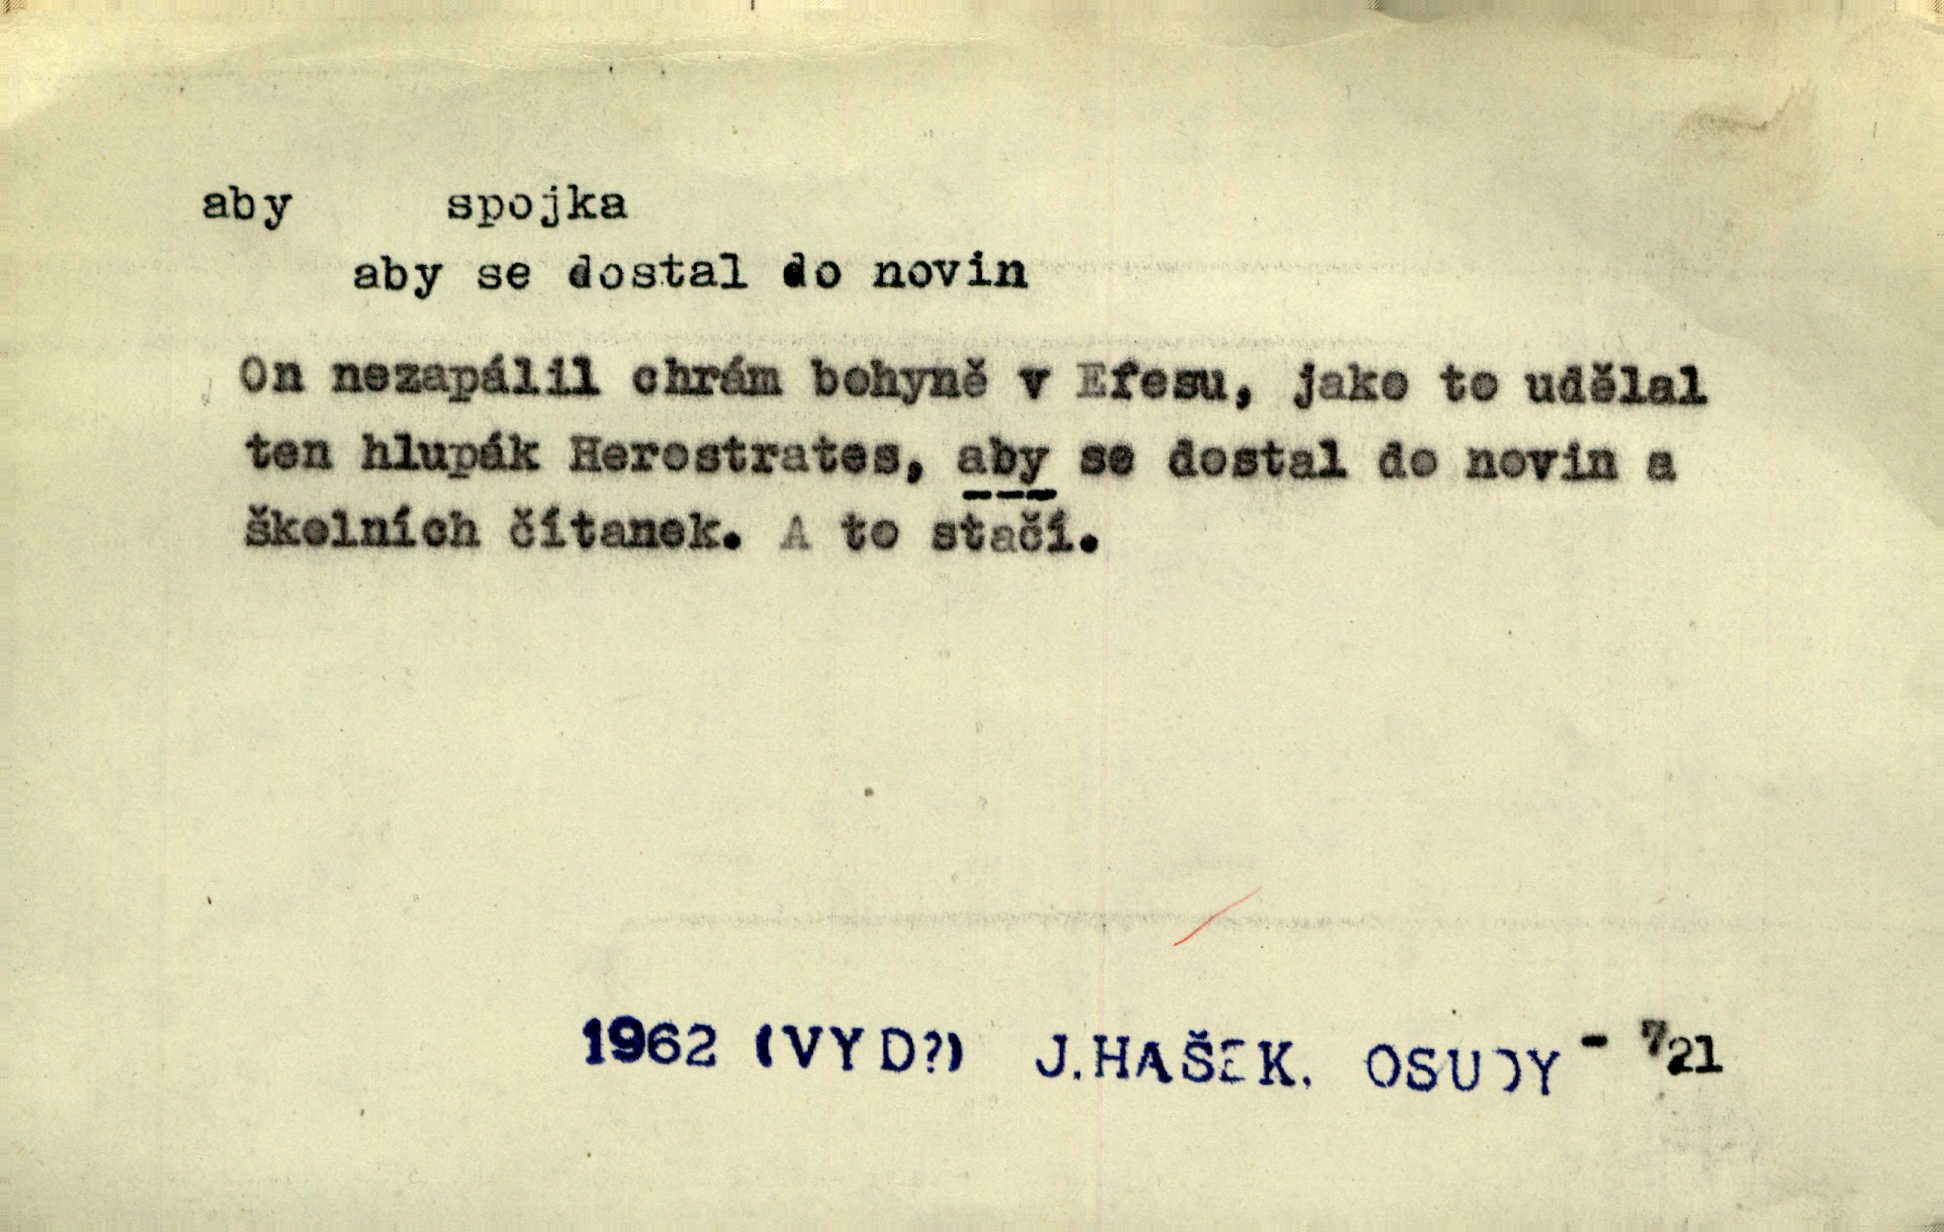 aby spojka
aby se dostal do novin
On nezapálil chrám bohyně v Efesu, jako to udělal
ten hlupák Herostrates, aby se dostal do novin a
školních čítanek. A to stačí.
1962 (VYD?) J.HAŠEK. OSUDY - 721